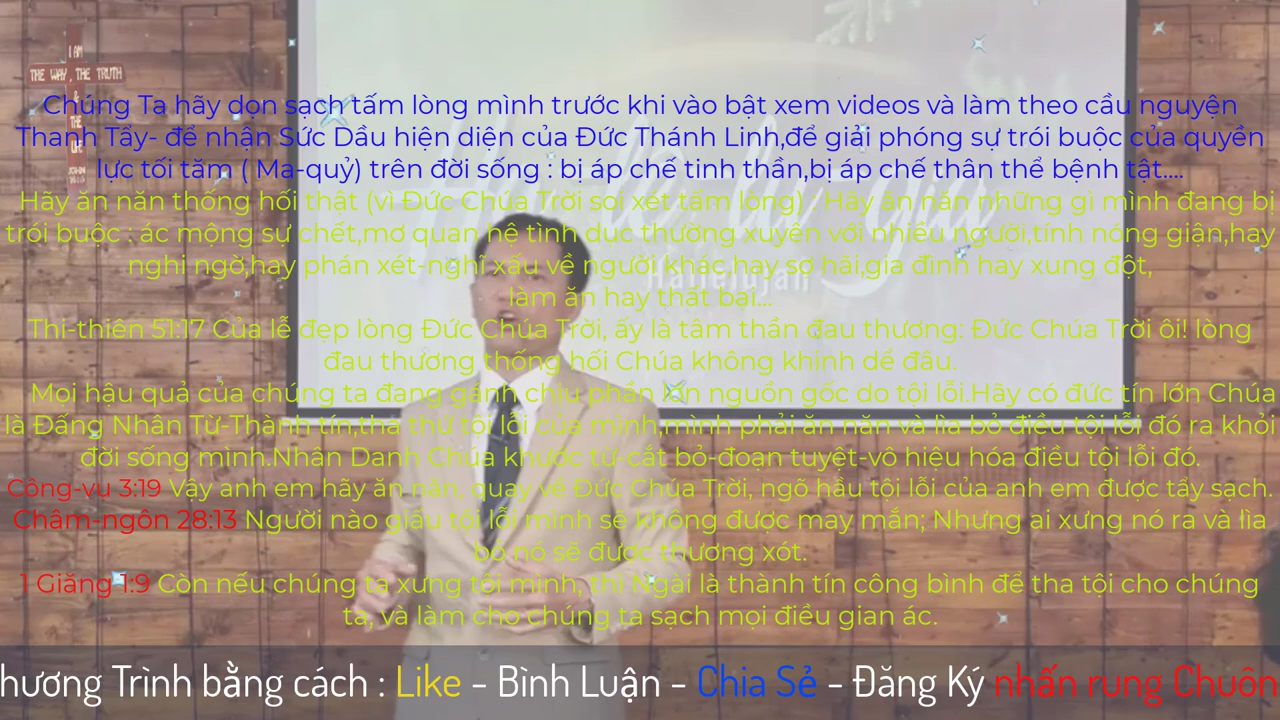 I AM
THE WAY, THE TRUTH
&
THE
LIFE
JOHN
Chúng Ta hãy dọn sạch tấm lòng mình trước khi vào bật xem videos và làm theo cầu nguyện
Thanh Tẩy- để nhận Sức Dầu hiện diện của Đức Thánh Linh,để giải phóng sự trói buộc của quyền
lực tối tăm ( Ma-quỷ) trên đời sống : bị áp chế tinh thần,bị áp chế thân thể bệnh tật....
Hãy ăn năn thống hối thật (vì Đức Chúa Trời soi xét tấm lòng) . Hãy ăn năn những gì mình đang bị
trói buộc : ác mộng sự chết,mơ quan hệ tình dục thường xuyên với nhiều người,tính nóng giận,hay
nghi ngờ,hay phán xét-nghĩ xấu về người khác,hay sợ hãi,gia đình hay xung đột,
làm ăn hay thất bại...
Thi-thiên 51:17 Của lễ đẹp lòng Đức Chúa Trời, ấy là tâm thần đau thương: Đức Chúa Trời ôi! lòng
đau thương thống hối Chúa không khinh dể đâu.
Mọi hậu quả của chúng ta đang gánh chịu phần lớn nguồn gốc do tội lỗi.Hãy có đức tín lớn Chúa
là Đấng Nhân Từ-Thành tín,tha thứ tội lỗi của mình,mình phải ăn năn và lìa bỏ điều tội lỗi đó ra khỏi
đời sống mình.Nhân Danh Chúa khước từ-cắt bỏ-đoạn tuyệt-vô hiệu hóa điều tội lỗi đó.
Công-vụ 3:19 Vậy anh em hãy ăn năn, quay về Đức Chúa Trời, ngõ hầu tội lỗi của anh em được tẩy sạch.
Châm-ngôn 28:13 Người nào giấu tội lỗi mình sẽ không được may mắn; Nhưng ai xưng nó ra và lìa
bỏ nó sẽ được thương xót.
1 Giăng 1:9 Còn nếu chúng ta xưng tội mình, thì Ngài là thành tín công bình để tha tội cho chúng
ta, và làm cho chúng ta sạch mọi điều gian ác.
Hallelujah
hương Trình bằng cách : Like - Bình Luận - Chia Sẻ - Đăng Ký nhấn rung Chuôn